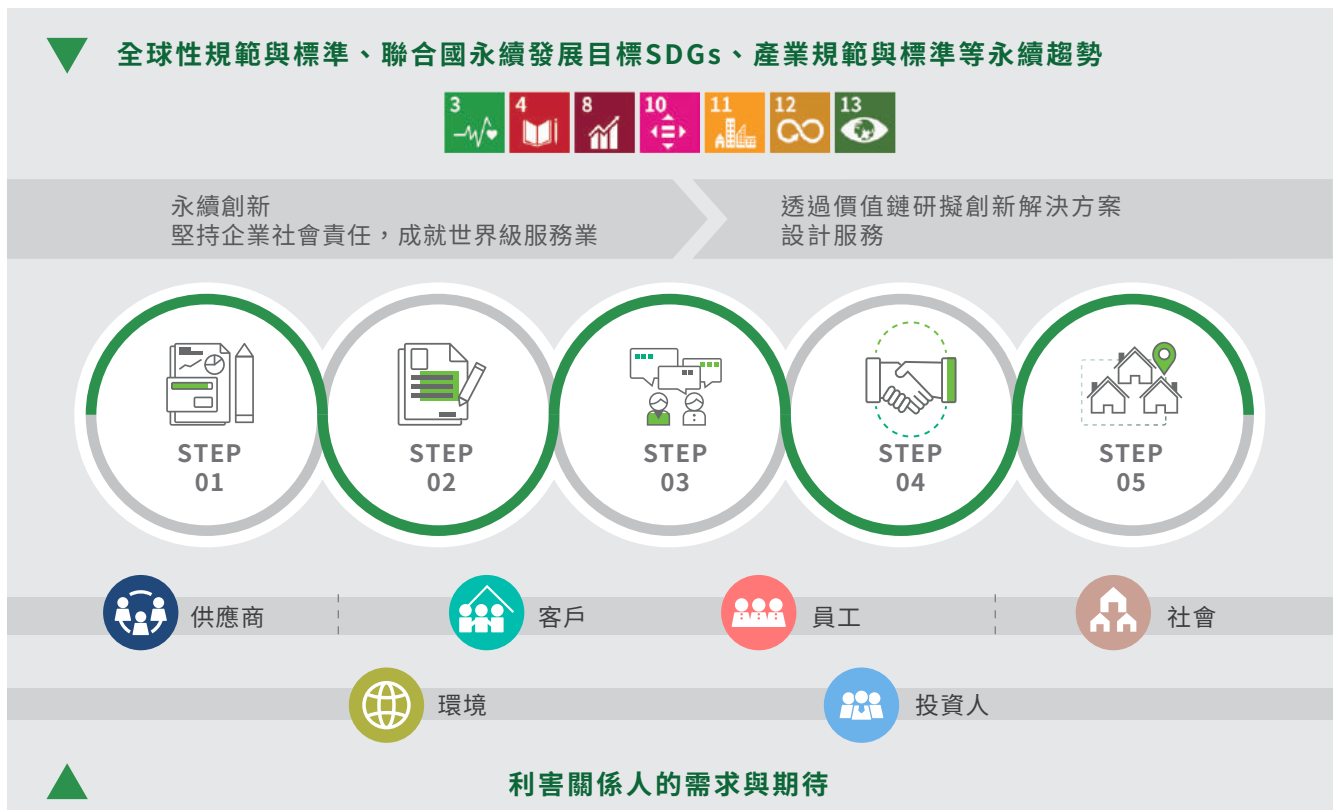 全球性規範與標準、聯合國永續發展目標SDGs、產業規範與標準等永續趨勢
3 4 8 10 11 12 13
永續創新
堅持企業社會責任，成就世界級服務業
透過價值鏈研擬創新解決方案
設計服務
STEP
01
STEP
02
STEP
03
STEP
04
STEP
05
供應商
客戶
員工
社會
環境
投資人
利害關係人的需求與期待